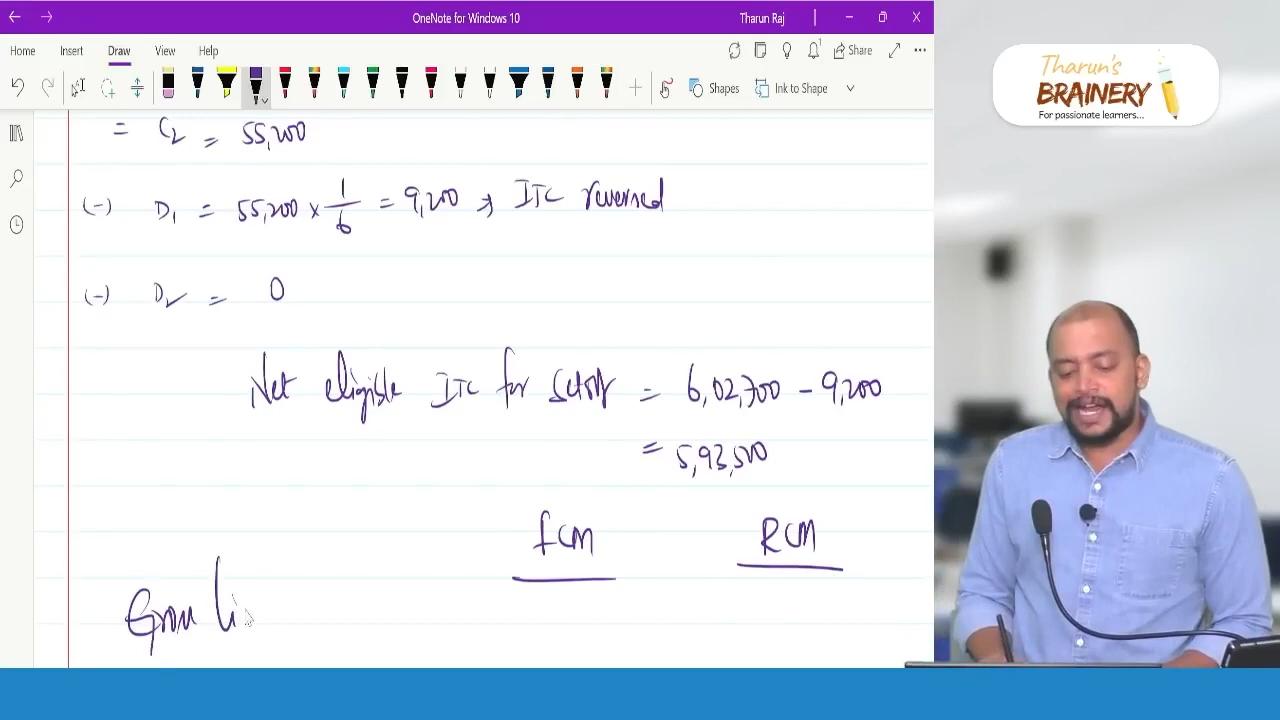 OneNote for Windows 10
Tharun Raj
Home Insert Draw View Help
Share
Shapes
Ink to Shape
Tharun's
BRAINERY
For passionate learners...
= C2 = 55,200
(-) D1 = 55,200 × 1/6 = 9,200 → ITC reversed
(-) D2 = 0
Net eligible ITC for Setoff = 6,02,700 - 9,200
= 5,93,500
FCM RCM
Gross li